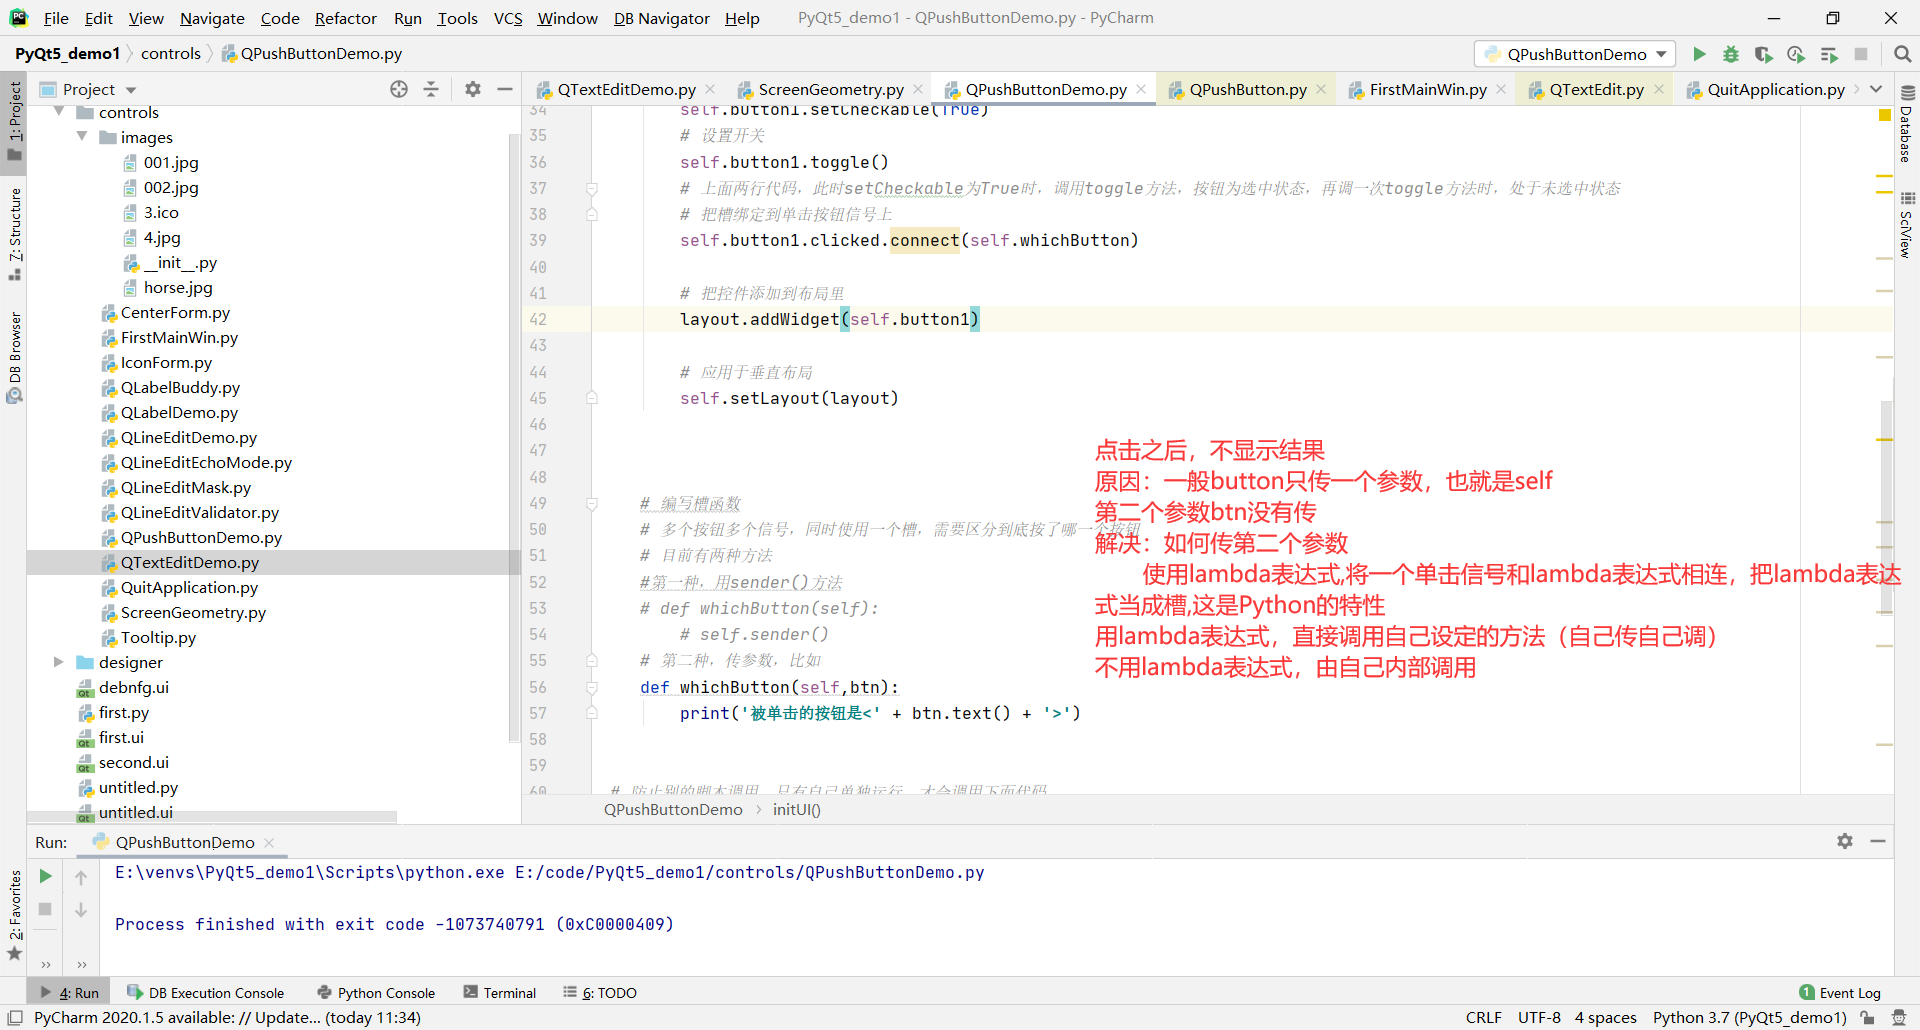 File Edit View Navigate Code Refactor Run Tools VCS Window DB Navigator Help PyQt5_demo1 - QPushButtonDemo.py - PyCharm
PyQt5_demo1 controls QPushButtonDemo.py QPushButtonDemo
Project QTextEditDemo.py ScreenGeometry.py QPushButtonDemo.py QPushButton.py FirstMainWin.py QTextEdit.py QuitApplication.py
1: Project
7: Structure
DB Browser
2: Favorites
controls
images
001.jpg
002.jpg
3.ico
4.jpg
__init__.py
horse.jpg
CenterForm.py
FirstMainWin.py
IconForm.py
QLabelBuddy.py
QLabelDemo.py
QLineEditDemo.py
QLineEditEchoMode.py
QLineEditMask.py
QLineEditValidator.py
QPushButtonDemo.py
QTextEditDemo.py
QuitApplication.py
ScreenGeometry.py
Tooltip.py
designer
debnfg.ui
first.py
first.ui
second.ui
untitled.py
untitled.ui
34 self.button1.setCheckable(True)
35 # 设置开关
36 self.button1.toggle()
37 # 上面两行代码，此时setCheckable为True时，调用toggle方法，按钮为选中状态，再调一次toggle方法时，处于未选中状态
38 # 把槽绑定到单击按钮信号上
39 self.button1.clicked.connect(self.whichButton)
40
41 # 把控件添加到布局里
42 layout.addWidget(self.button1)
43
44 # 应用于垂直布局
45 self.setLayout(layout)
46
47
48
49 # 编写槽函数
50 # 多个按钮多个信号，同时使用一个槽，需要区分到底按了哪一个按钮
51 # 目前有两种方法
52 #第一种，用sender()方法
53 # def whichButton(self):
54 # self.sender()
55 # 第二种，传参数，比如
56 def whichButton(self,btn):
57 print('被单击的按钮是<' + btn.text() + '>')
58
59
60 # 防止别的脚本调用，只有自己单独运行，才会调用下面代码
点击之后，不显示结果
原因：一般button只传一个参数，也就是self
第二个参数btn没有传
解决：如何传第二个参数
使用lambda表达式,将一个单击信号和lambda表达式相连，把lambda表达
式当成槽,这是Python的特性
用lambda表达式，直接调用自己设定的方法（自己传自己调）
不用lambda表达式，由自己内部调用
Database
SciView
QPushButtonDemo initUI()
Run: QPushButtonDemo
E:\venvs\PyQt5_demo1\Scripts\python.exe E:/code/PyQt5_demo1/controls/QPushButtonDemo.py
Process finished with exit code -1073740791 (0xC0000409)
4: Run DB Execution Console Python Console Terminal 6: TODO 1 Event Log
PyCharm 2020.1.5 available: // Update... (today 11:34) CRLF UTF-8 4 spaces Python 3.7 (PyQt5_demo1)